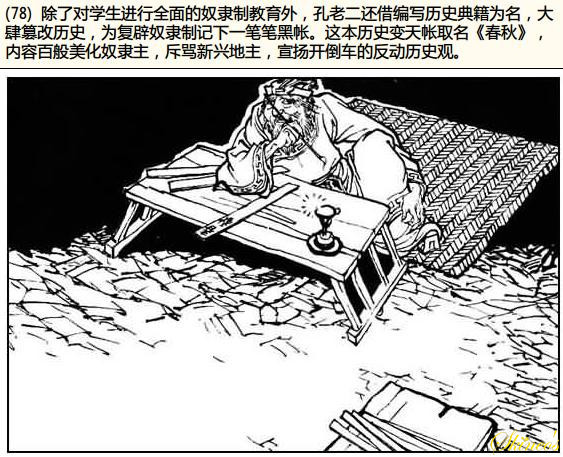 (78) 除了对学生进行全面的奴隶制教育外，孔老二还借编写历史典籍为名，大
肆篡改历史，为复辟奴隶制记下一笔笔黑帐。这本历史变天帐取名《春秋》，
内容百般美化奴隶主，斥骂新兴地主，宣扬开倒车的反动历史观。